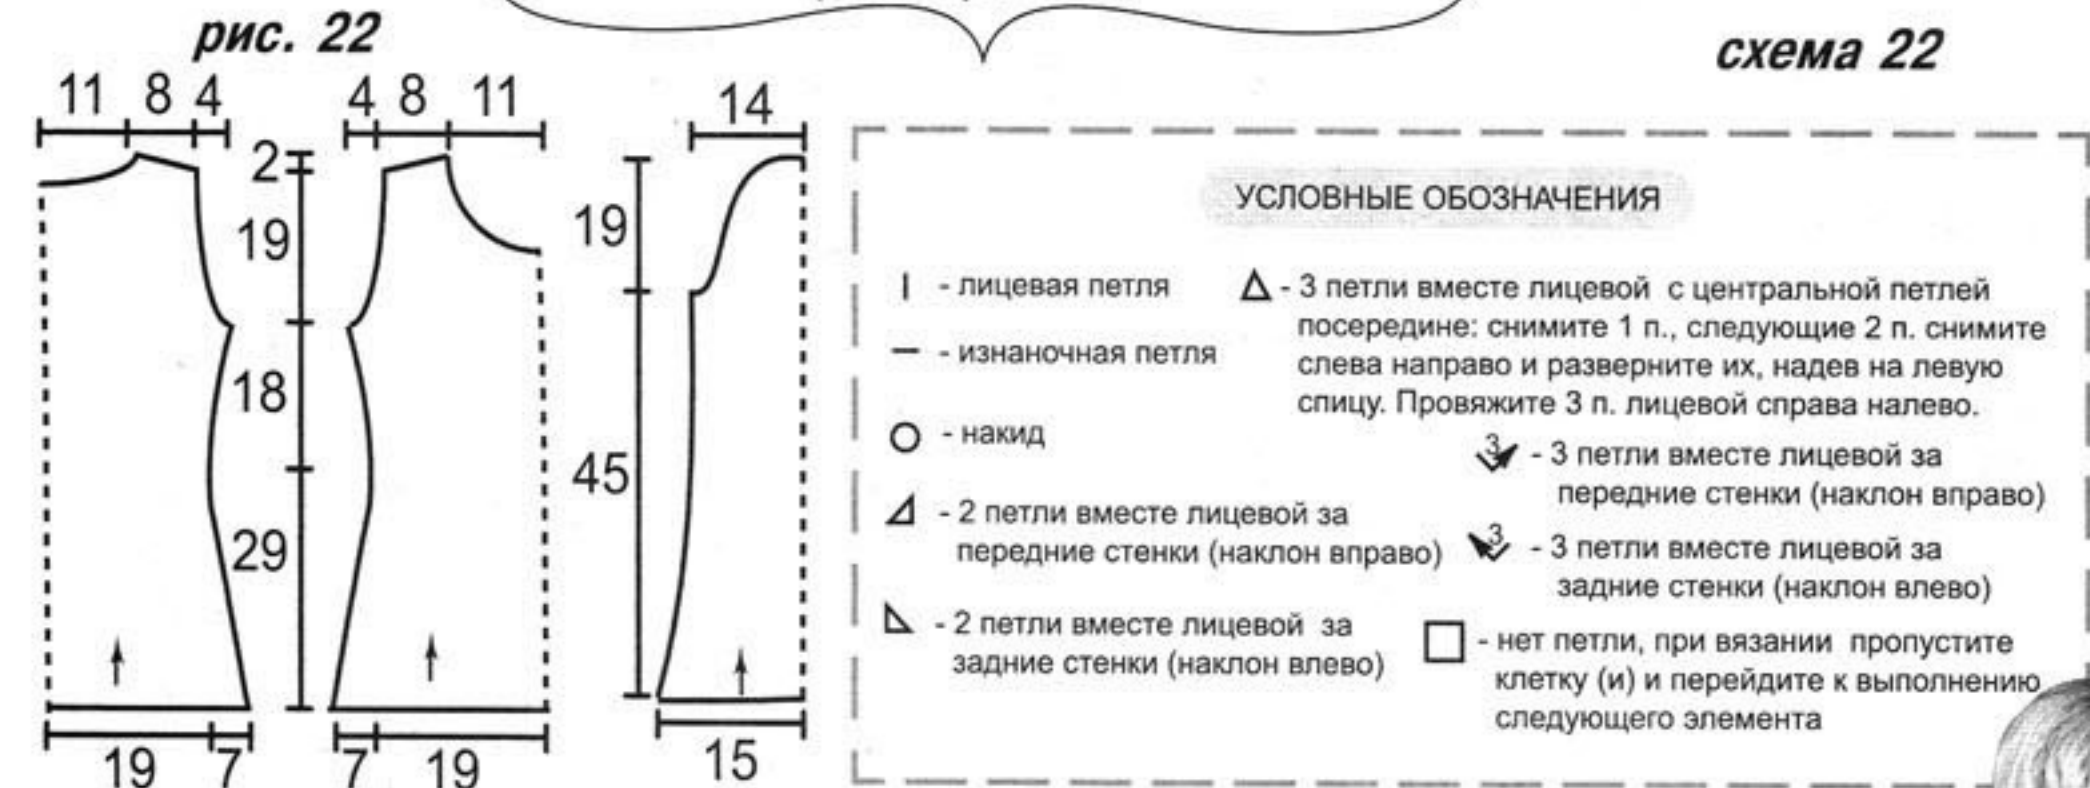 рис. 22
схема 22
11 8 4
4 8 11
14
2
19
18
29
19
45
19 7
7 19
15
УСЛОВНЫЕ ОБОЗНАЧЕНИЯ
- лицевая петля
- изнаночная петля
- накид
- 2 петли вместе лицевой за
передние стенки (наклон вправо)
- 2 петли вместе лицевой за
задние стенки (наклон влево)
- 3 петли вместе лицевой с центральной петлей
посередине: снимите 1 п., следующие 2 п. снимите
слева направо и разверните их, надев на левую
спицу. Провяжите 3 п. лицевой справа налево.
3 - 3 петли вместе лицевой за
передние стенки (наклон вправо)
3 - 3 петли вместе лицевой за
задние стенки (наклон влево)
- нет петли, при вязании пропустите
клетку (и) и перейдите к выполнению
следующего элемента